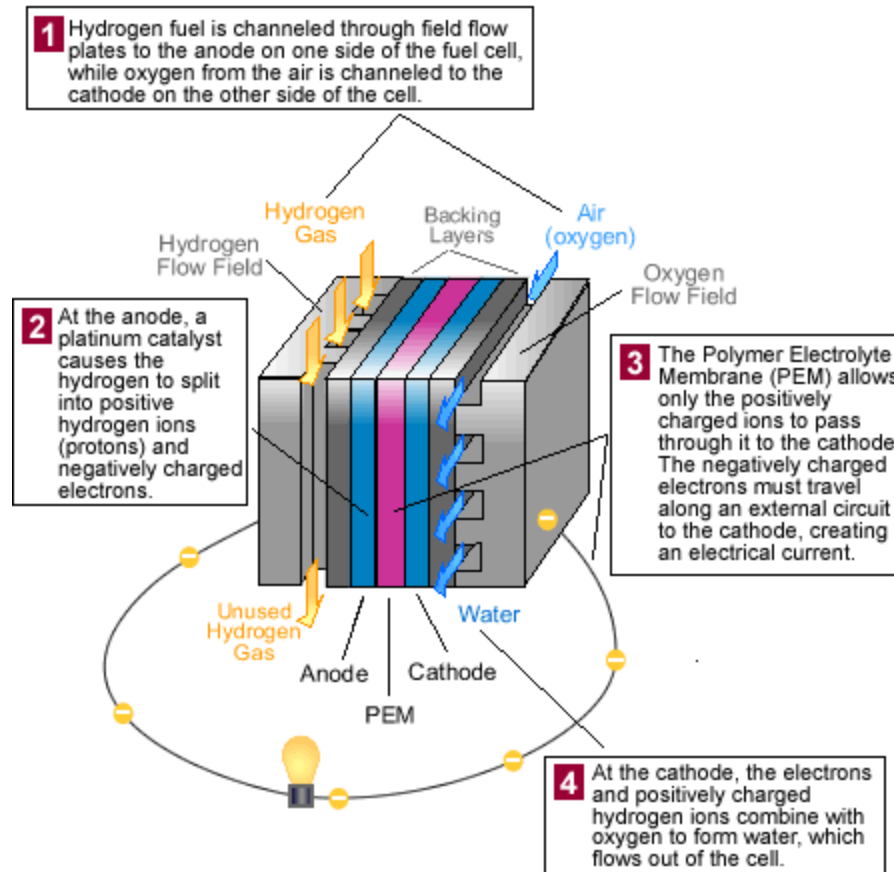 1 Hydrogen fuel is channeled through field flow
plates to the anode on one side of the fuel cell,
while oxygen from the air is channeled to the
cathode on the other side of the cell.
Hydrogen
Gas
Backing
Layers
Air
(oxygen)
Hydrogen
Flow Field
Oxygen
Flow Field
2 At the anode, a
platinum catalyst
causes the
hydrogen to split
into positive
hydrogen ions
(protons) and
negatively charged
electrons.
3 The Polymer Electrolyte
Membrane (PEM) allows
only the positively
charged ions to pass
through it to the cathode
The negatively charged
electrons must travel
along an external circuit
to the cathode, creating
an electrical current.
Unused
Hydrogen
Gas
Water
Anode
Cathode
PEM
4 At the cathode, the electrons
and positively charged
hydrogen ions combine with
oxygen to form water, which
flows out of the cell.